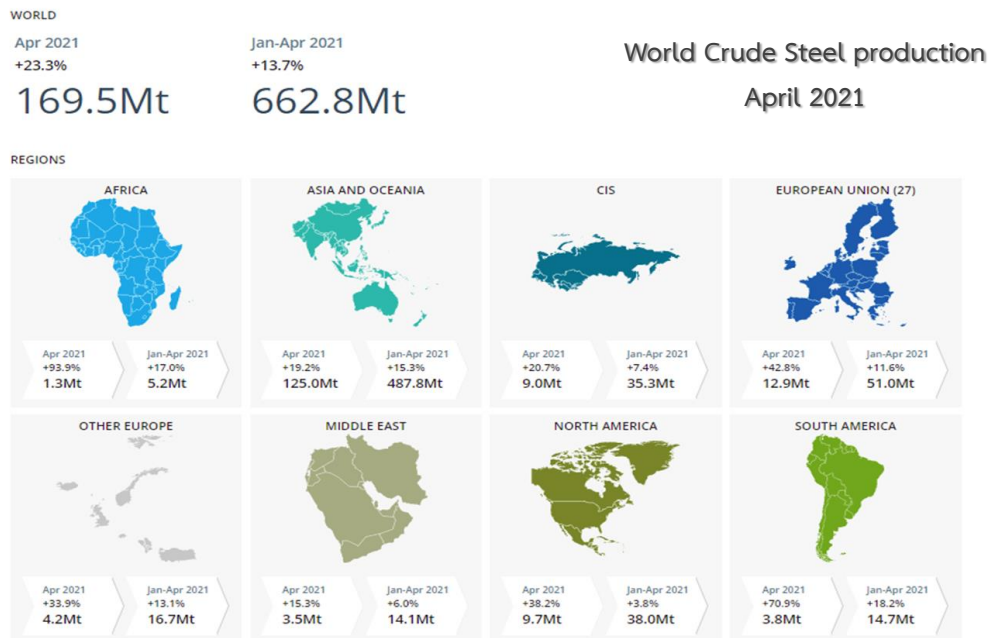 WORLD
Apr 2021
+23.3%
169.5Mt
Jan-Apr 2021
+13.7%
662.8Mt
World Crude Steel production
April 2021
REGIONS
AFRICA
Apr 2021
+93.9%
1.3Mt
Jan-Apr 2021
+17.0%
5.2Mt
ASIA AND OCEANIA
Apr 2021
+19.2%
125.0Mt
Jan-Apr 2021
+15.3%
487.8Mt
CIS
Apr 2021
+20.7%
9.0Mt
Jan-Apr 2021
+7.4%
35.3Mt
EUROPEAN UNION (27)
Apr 2021
+42.8%
12.9Mt
Jan-Apr 2021
+11.6%
51.0Mt
OTHER EUROPE
Apr 2021
+33.9%
4.2Mt
Jan-Apr 2021
+13.1%
16.7Mt
MIDDLE EAST
Apr 2021
+15.3%
3.5Mt
Jan-Apr 2021
+6.0%
14.1Mt
NORTH AMERICA
Apr 2021
+38.2%
9.7Mt
Jan-Apr 2021
+3.8%
38.0Mt
SOUTH AMERICA
Apr 2021
+70.9%
3.8Mt
Jan-Apr 2021
+18.2%
14.7Mt